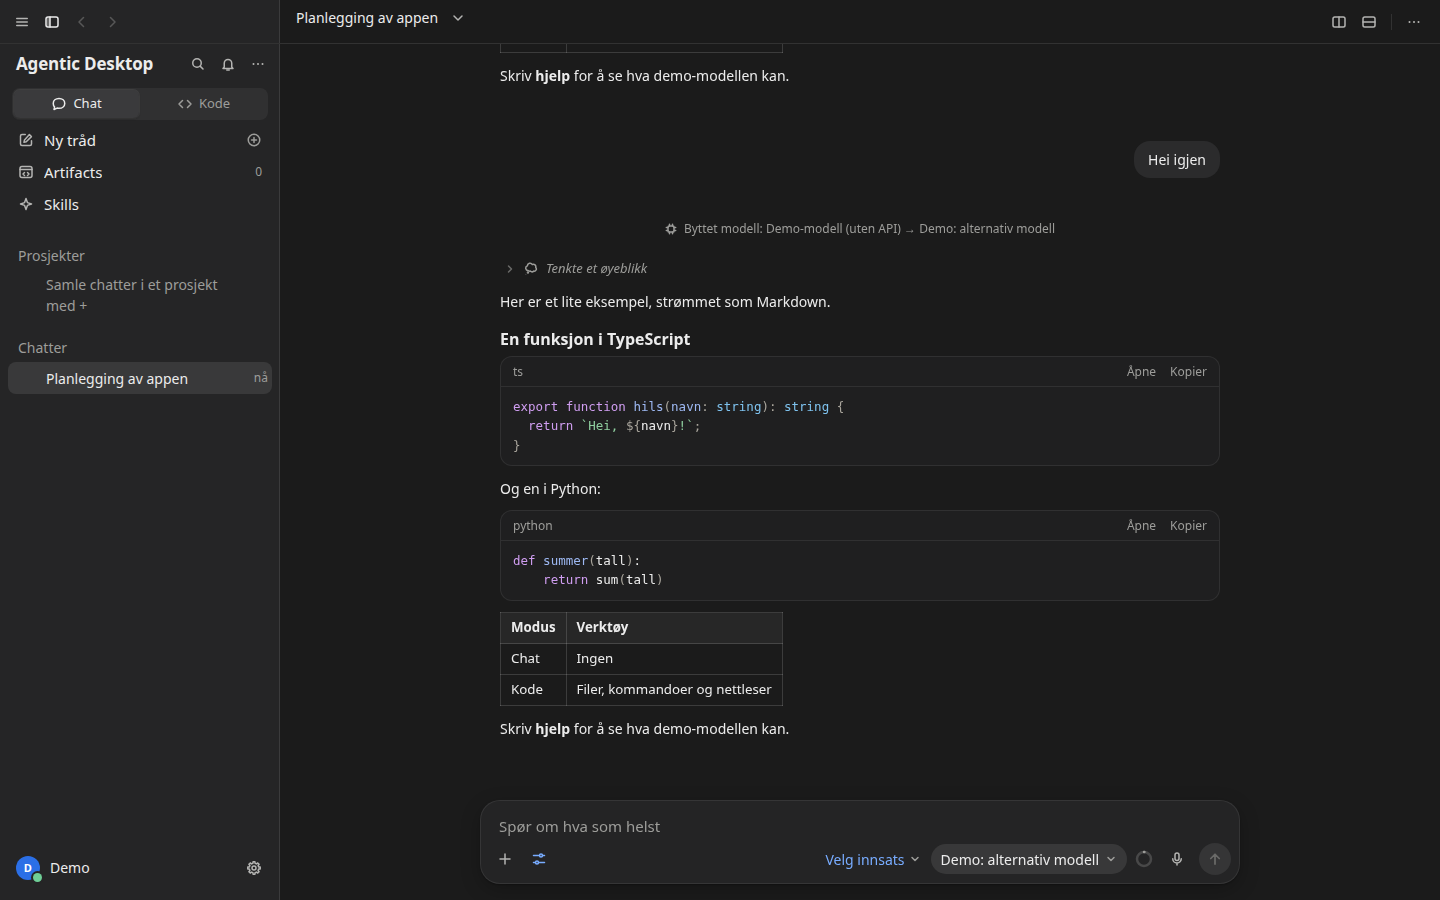 Planlegging av appen
Agentic Desktop
Chat
Kode
Ny tråd
Artifacts
0
Skills
Prosjekter
Samle chatter i et prosjekt
med +
Chatter
Planlegging av appen
nå
D
Demo
Skriv hjelp for å se hva demo-modellen kan.
Hei igjen
Byttet modell: Demo-modell (uten API) → Demo: alternativ modell
Tenkte et øyeblikk
Her er et lite eksempel, strømmet som Markdown.
En funksjon i TypeScript
ts
Åpne
Kopier
export function hils(navn: string): string {
  return `Hei, ${navn}!`;
}
Og en i Python:
python
Åpne
Kopier
def summer(tall):
    return sum(tall)
Modus
Verktøy
Chat
Ingen
Kode
Filer, kommandoer og nettleser
Skriv hjelp for å se hva demo-modellen kan.
Spør om hva som helst
Velg innsats
Demo: alternativ modell